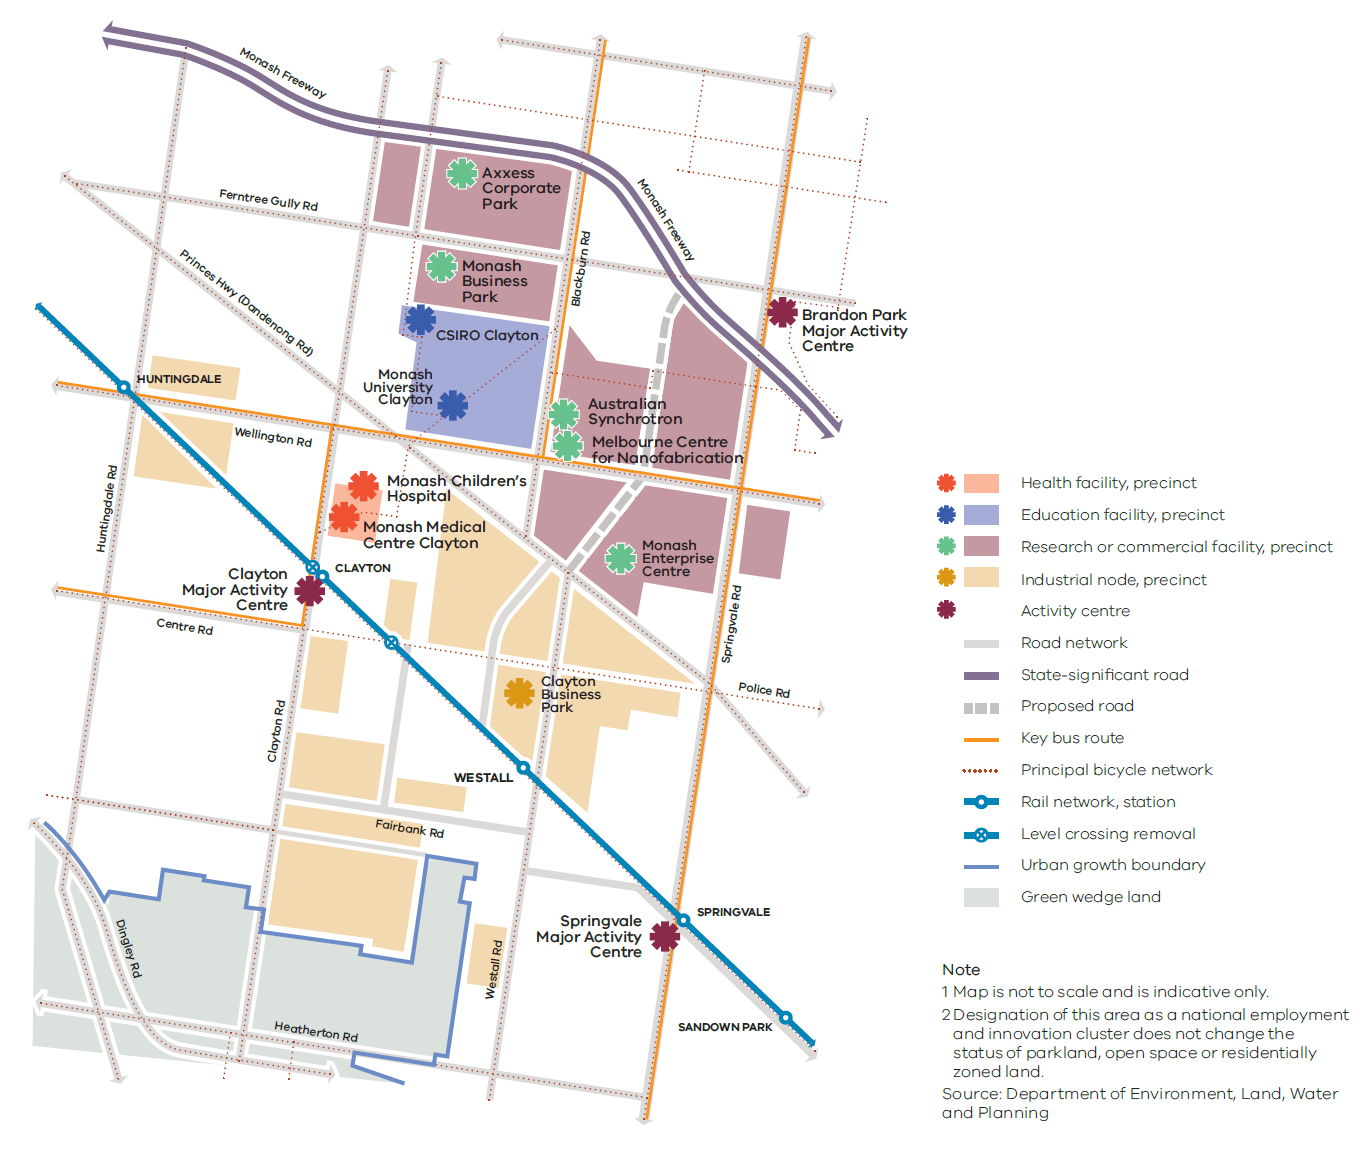 Monash Freeway
Axxess
Corporate
Park
Ferntree Gully Rd
Monash Freeway
Princes Hwy (Dandenong Rd)
Blackburn Rd
Monash
Business
Park
Brandon Park
Major Activity
Centre
CSIRO Clayton
HUNTINGDALE
Monash
University
Clayton
Australian
Synchrotron
Wellington Rd
Melbourne Centre
for Nanofabrication
Huntingdale Rd
Monash Children's
Hospital
Monash Medical
Centre Clayton
Monash
Enterprise
Centre
CLAYTON
Clayton
Major Activity
Centre
Centre Rd
Springvale Rd
Clayton
Business
Park
Police Rd
Clayton Rd
WESTALL
Fairbank Rd
SPRINGVALE
Springvale
Major Activity
Centre
Dingley Rd
Westall Rd
Heatherton Rd
SANDOWN PARK
Health facility, precinct
Education facility, precinct
Research or commercial facility, precinct
Industrial node, precinct
Activity centre
Road network
State-significant road
Proposed road
Key bus route
Principal bicycle network
Rail network, station
Level crossing removal
Urban growth boundary
Green wedge land
Note
1 Map is not to scale and is indicative only.
2 Designation of this area as a national employment
and innovation cluster does not change the
status of parkland, open space or residentially
zoned land.
Source: Department of Environment, Land, Water
and Planning